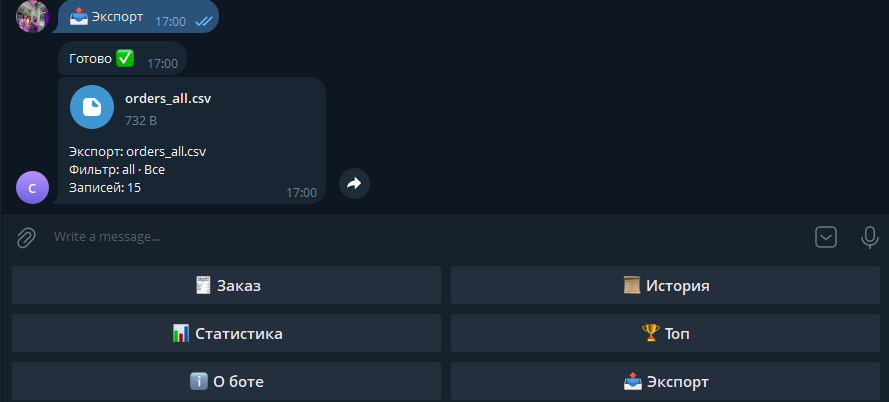 📤 Экспорт 17:00
Готово ✅ 17:00
orders_all.csv
732 B
Экспорт: orders_all.csv
Фильтр: all · Все
Записей: 15
17:00
C
Write a message...
Заказ
История
Статистика
Топ
О боте
Экспорт